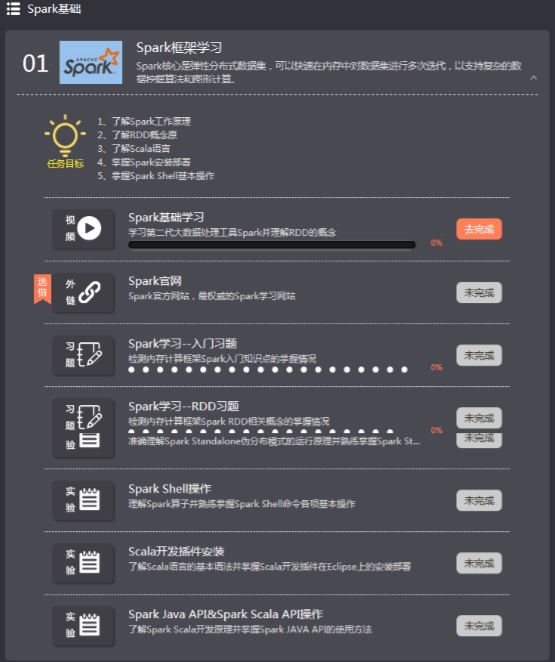 Spark基础
01
APACHE
Spark
Spark框架学习
Spark核心是弹性分布式数据集，可以快速在内存中对数据集进行多次迭代，以支持复杂的数
据挖掘算法和图形计算。
任务目标
1、了解Spark工作原理
2、了解RDD概念原
3、了解Scala语言
4、掌握Spark安装部署
5、掌握Spark Shell基本操作
视频
Spark基础学习
学习第二代大数据处理工具Spark并理解RDD的概念
0%
去完成
选做
外链
Spark官网
Spark官方网站，最权威的Spark学习网站
未完成
习题
Spark学习--入门习题
检测内存计算框架Spark入门知识点的掌握情况
0%
未完成
习题
Spark学习--RDD习题
检测内存计算框架Spark RDD相关概念的掌握情况
0%
未完成
验
准确理解Spark Standalone伪分布模式的运行原理并熟练掌握Spark St...
未完成
实验
Spark Shell操作
理解Spark算子并熟练掌握Spark Shell命令各项基本操作
未完成
实验
Scala开发插件安装
了解Scala语言的基本语法并掌握Scala开发插件在Eclipse上的安装部署
未完成
实验
Spark Java API&Spark Scala API操作
了解Spark Scala开发原理并掌握Spark JAVA API的使用方法
未完成